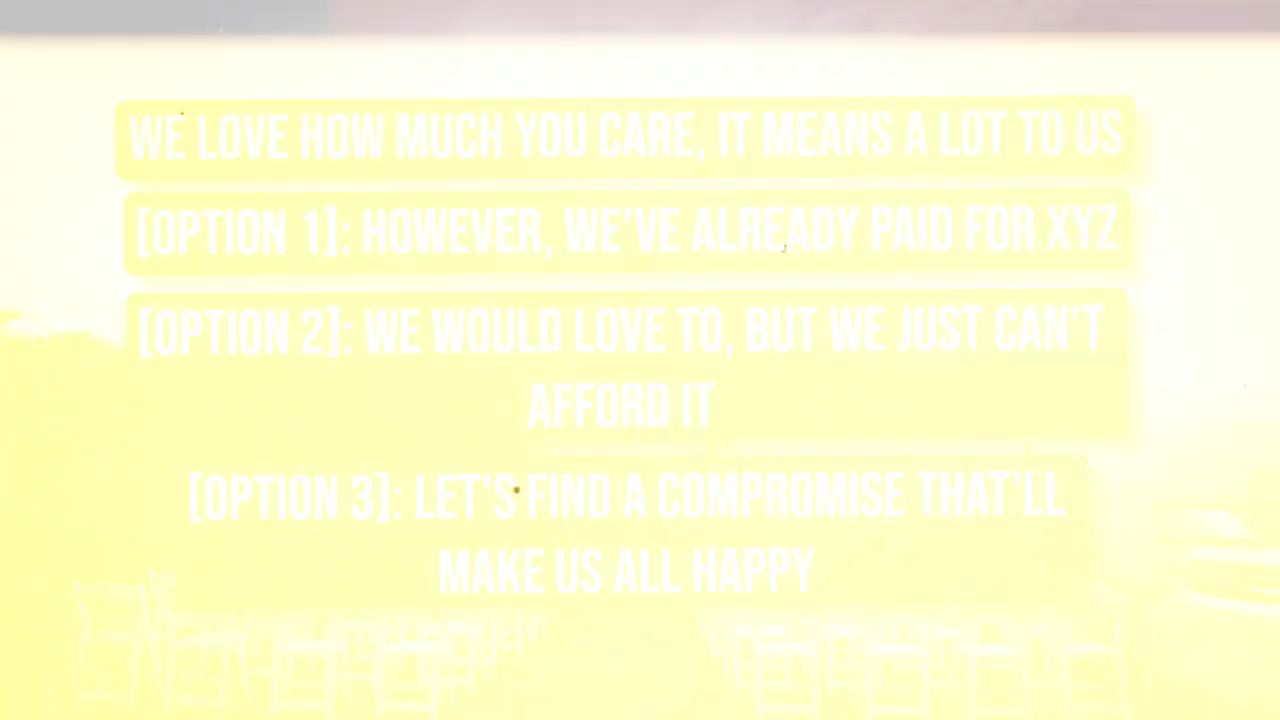 WE LOVE HOW MUCH YOU CARE, IT MEANS A LOT TO US
[OPTION 1]: HOWEVER, WE'VE ALREADY PAID FOR XYZ
[OPTION 2]: WE WOULD LOVE TO, BUT WE JUST CAN'T
AFFORD IT
[OPTION 3]: LET'S FIND A COMPROMISE THAT'LL
MAKE US ALL HAPPY